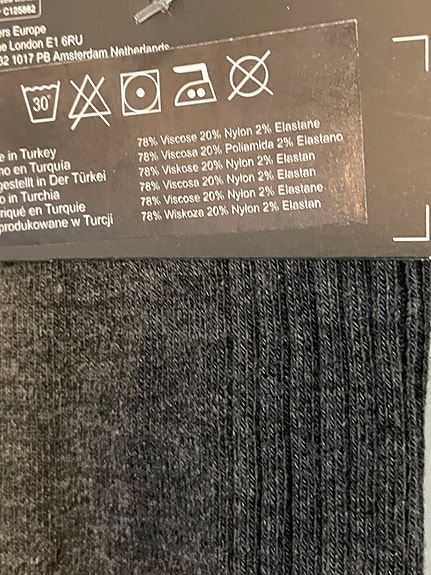 C125862
ers Europe
e London E1 6RU
32 1017 PB Amsterdam Netherlands
30°
e in Turkey
no en Turquia
gestellt in Der Türkei
o in Turchia
riqué en Turquie
produkowane w Turcji
78% Viscose 20% Nylon 2% Elastane
78% Viscosa 20% Poliamida 2% Elastano
78% Viskose 20% Nylon 2% Elastan
78% Viscosa 20% Nylon 2% Elastan
78% Viscose 20% Nylon 2% Elastane
78% Wiskoza 20% Nylon 2% Elastan